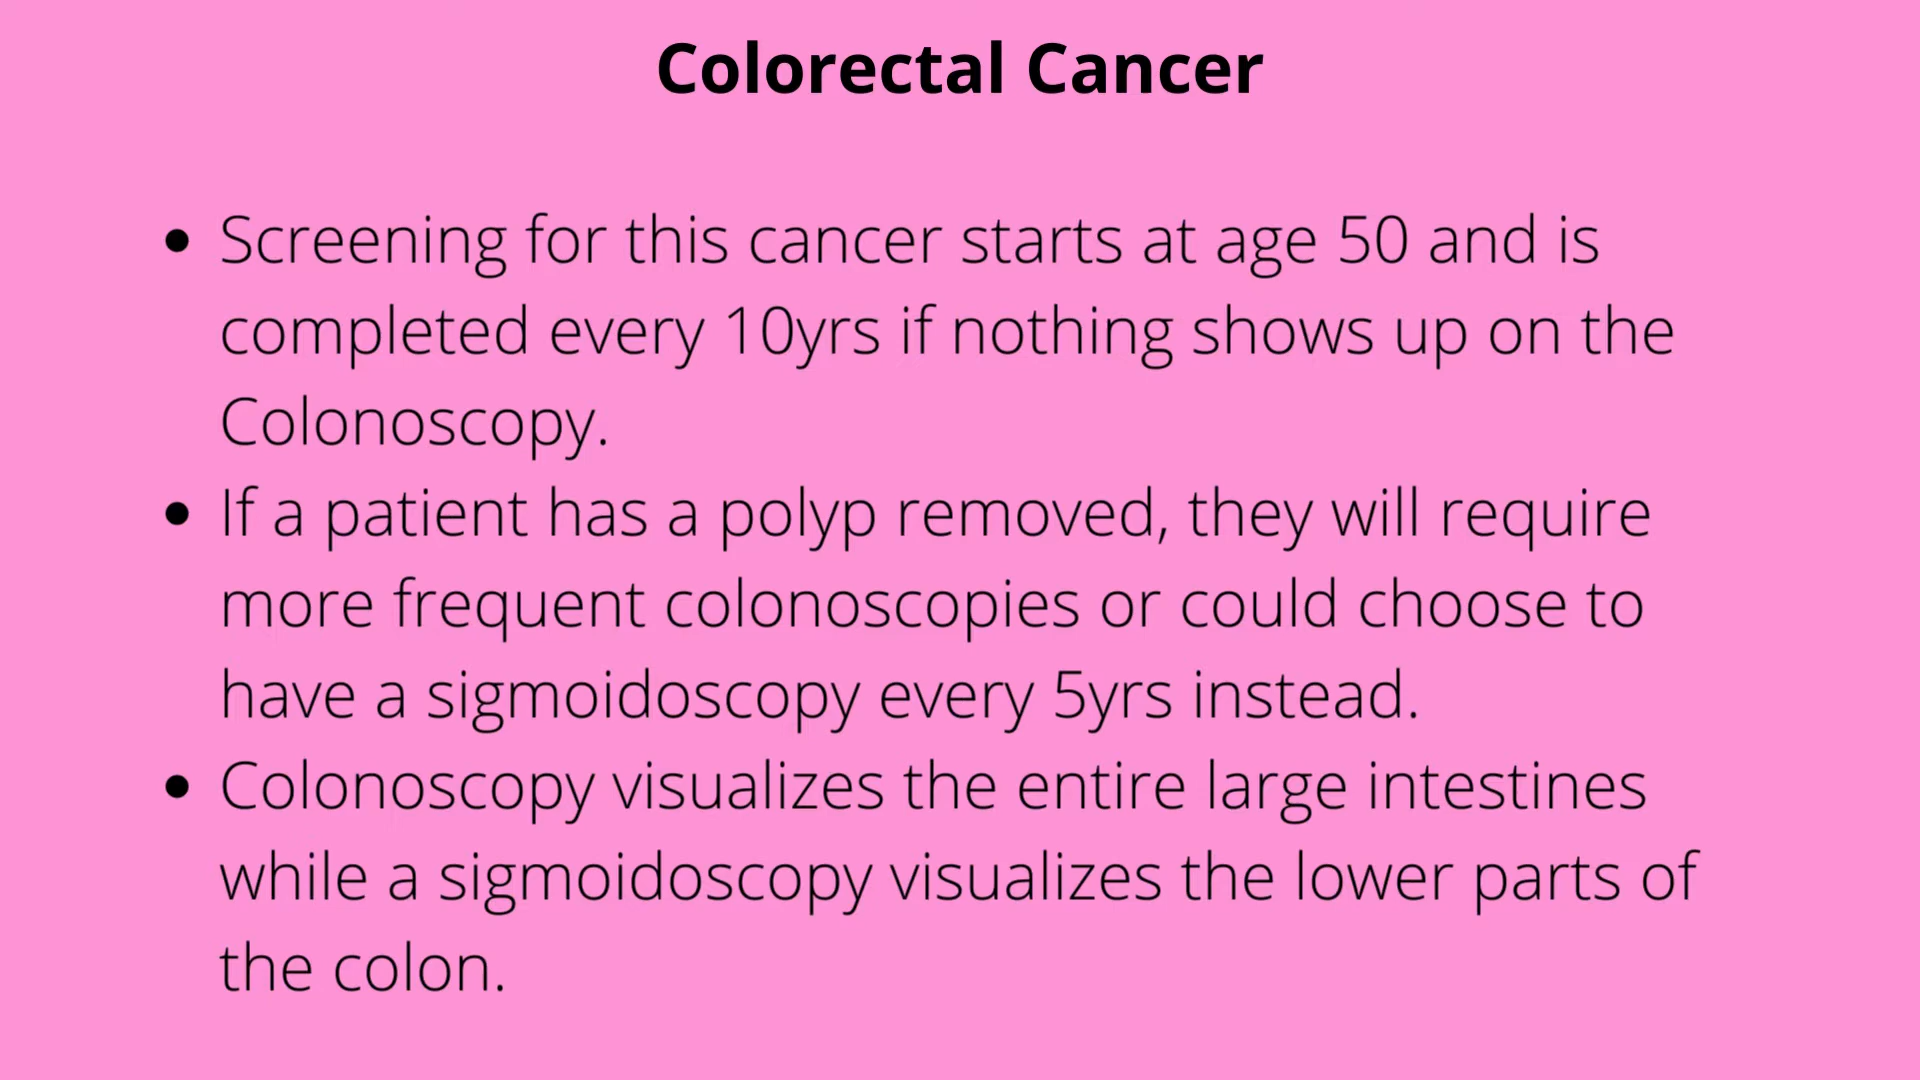 Colorectal Cancer
• Screening for this cancer starts at age 50 and is
completed every 10yrs if nothing shows up on the
Colonoscopy.
• If a patient has a polyp removed, they will require
more frequent colonoscopies or could choose to
have a sigmoidoscopy every 5yrs instead.
• Colonoscopy visualizes the entire large intestines
while a sigmoidoscopy visualizes the lower parts of
the colon.